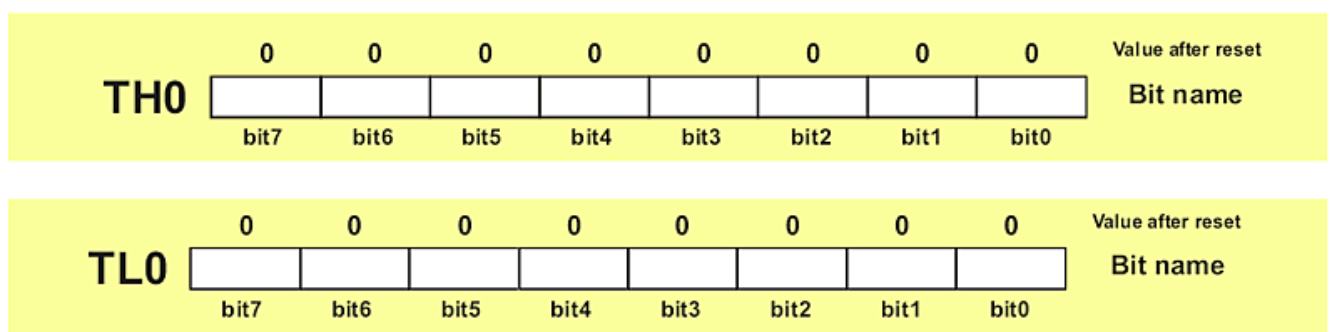 0 0 0 0 0 0 0 0 Value after reset
TH0 Bit name
bit7 bit6 bit5 bit4 bit3 bit2 bit1 bit0
0 0 0 0 0 0 0 0 Value after reset
TL0 Bit name
bit7 bit6 bit5 bit4 bit3 bit2 bit1 bit0